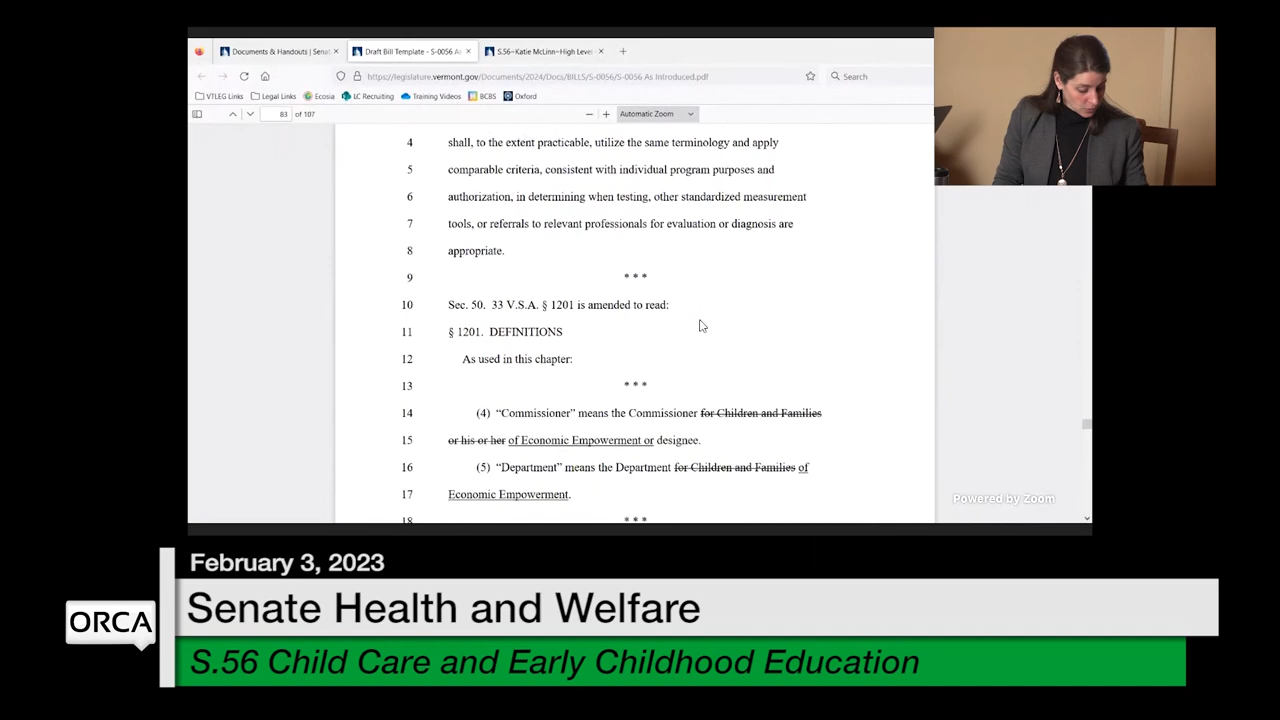 Documents & Handouts | Senat
Draft Bill Template - S-0056 As
S.56~Katie McLinn~High Level
https://legislature.vermont.gov/Documents/2024/Docs/BILLS/S-0056/S-0056 As Introduced.pdf
Search
VTLEG Links
Legal Links
Ecosia
LC Recruiting
Training Videos
BCBS
Oxford
83 of 107
Automatic Zoom
4 shall, to the extent practicable, utilize the same terminology and apply
5 comparable criteria, consistent with individual program purposes and
6 authorization, in determining when testing, other standardized measurement
7 tools, or referrals to relevant professionals for evaluation or diagnosis are
8 appropriate.
9 * * *
10 Sec. 50. 33 V.S.A. § 1201 is amended to read:
11 § 1201. DEFINITIONS
12 As used in this chapter:
13 * * *
14 (4) “Commissioner” means the Commissioner for Children and Families
15 or his or her of Economic Empowerment or designee.
16 (5) “Department” means the Department for Children and Families of
17 Economic Empowerment.
18 * * *
Powered by Zoom
February 3, 2023
ORCA
Senate Health and Welfare
S.56 Child Care and Early Childhood Education